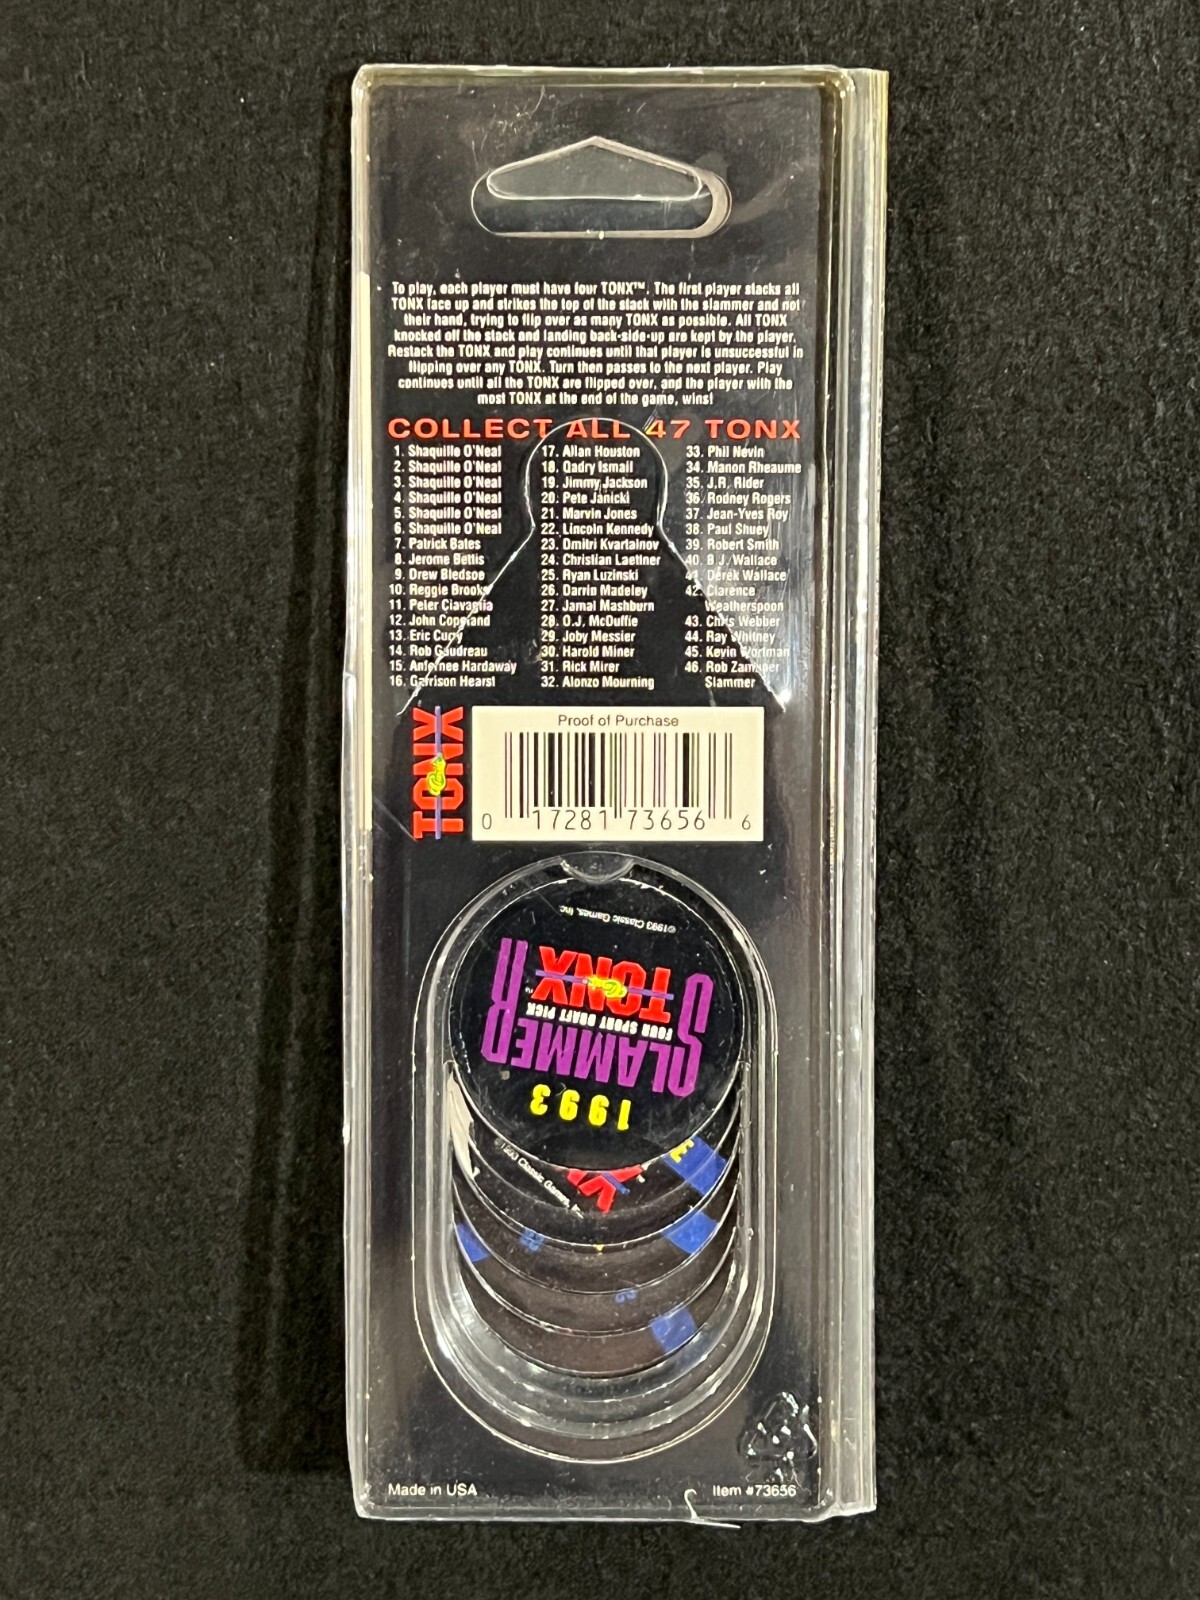 To play, each player must have four TONX™. The first player stacks all
TONX face up and strikes the top of the stack with the slammer and not
their hand, trying to flip over as many TONX as possible. All TONX
knocked off the stack and landing back-side-up are kept by the player.
Restack the TONX and play continues until that player is unsuccessful in
flipping over any TONX. Turn then passes to the next player. Play
continues until all the TONX are flipped over, and the player with the
most TONX at the end of the game, wins!
COLLECT ALL 47 TONX
1. Shaquille O'Neal
2. Shaquille O'Neal
3. Shaquille O'Neal
4. Shaquille O'Neal
5. Shaquille O'Neal
6. Shaquille O'Neal
7. Patrick Bates
8. Jerome Bettis
9. Drew Bledsoe
10. Reggie Brooks
11. Peter Ciavaglia
12. John Copeland
13. Eric Curry
14. Rob Gaudreau
15. Anfernee Hardaway
16. Garrison Hearst
17. Allan Houston
18. Qadry Ismail
19. Jimmy Jackson
20. Pete Janicki
21. Marvin Jones
22. Lincoln Kennedy
23. Dmitri Kvartalnov
24. Christian Laettner
25. Ryan Luzinski
26. Darrin Madeley
27. Jamal Mashburn
28. O.J. McDuffie
29. Joby Messier
30. Harold Miner
31. Rick Mirer
32. Alonzo Mourning
33. Phil Nevin
34. Manon Rheaume
35. J.R. Rider
36. Rodney Rogers
37. Jean-Yves Roy
38. Paul Shuey
39. Robert Smith
40. B.J. Wallace
41. Derek Wallace
42. Clarence
Weatherspoon
43. Chris Webber
44. Ray Whitney
45. Kevin Wortman
46. Rob Zamuner
Slammer
TONX
Proof of Purchase
0 17281 73656 6
©1993 Classic Games, Inc
TONX™
FOUR SPORT DRAFT PICK
SLAMMER
1993
©1993 Classic Games,
Made in USA
Item #73656